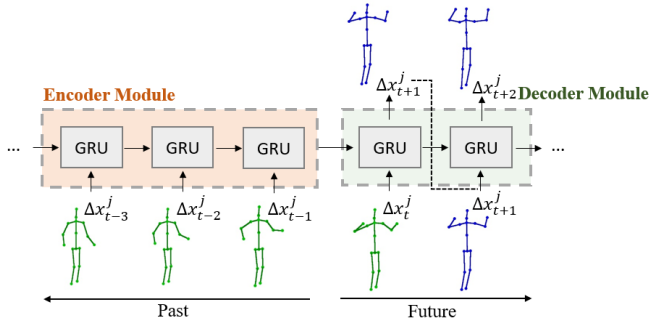 Δx^j_{t+1} Δx^j_{t+2}
Encoder Module Decoder Module
... GRU GRU GRU GRU GRU ...
Δx^j_{t−3} Δx^j_{t−2} Δx^j_{t−1} Δx^j_t Δx^j_{t+1}
Past Future